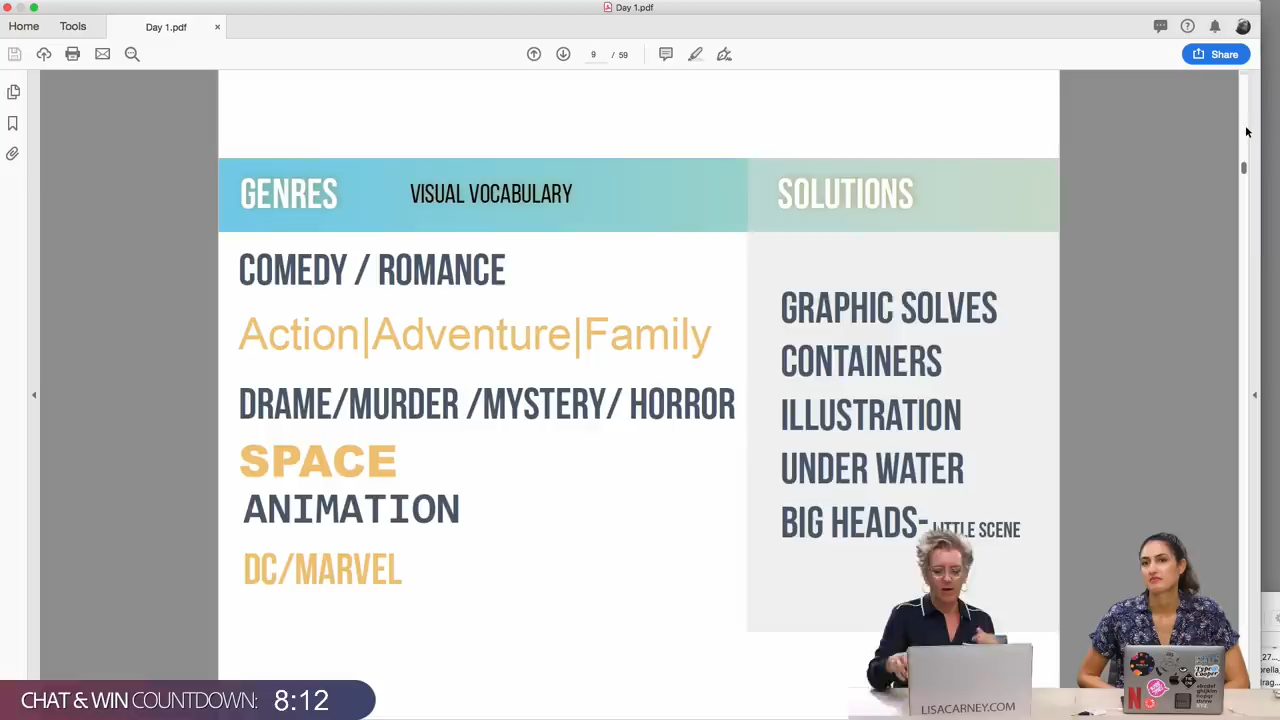 Day 1.pdf
Home Tools Day 1.pdf ×
9 / 59
Share
GENRES VISUAL VOCABULARY SOLUTIONS
COMEDY / ROMANCE
Action|Adventure|Family
DRAME/MURDER /MYSTERY/ HORROR
SPACE
ANIMATION
DC/MARVEL
GRAPHIC SOLVES
CONTAINERS
ILLUSTRATION
UNDER WATER
BIG HEADS- LITTLE SCENE
CHAT & WIN COUNTDOWN: 8:12
LISACARNEY.COM
N
Type
Cooper